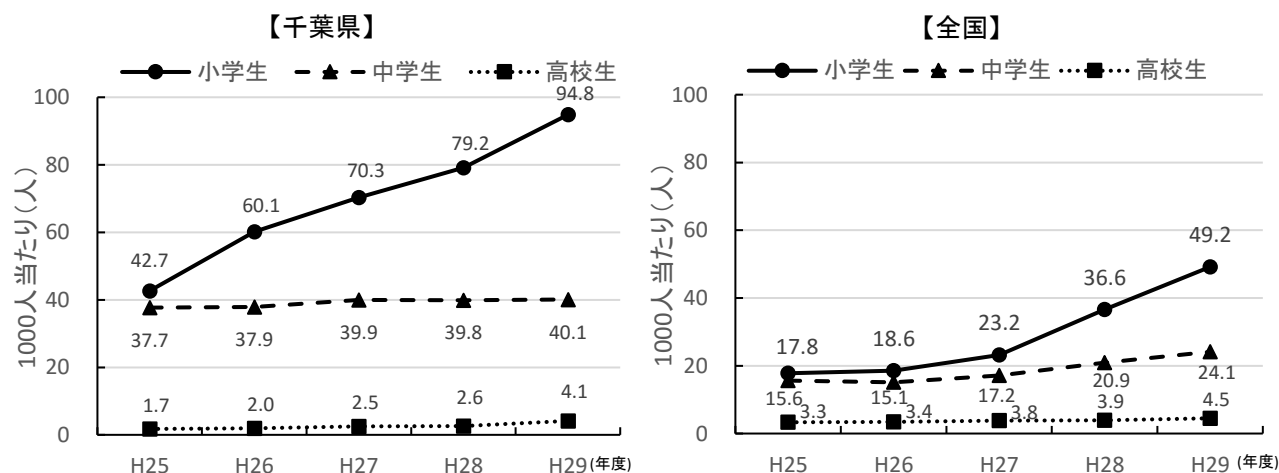 【千葉県】
小学生 中学生 高校生
1000人当たり(人)
100
80
60
40
20
0
42.7 60.1 70.3 79.2 94.8
37.7 37.9 39.9 39.8 40.1
1.7 2.0 2.5 2.6 4.1
H25 H26 H27 H28 H29 (年度)
【全国】
小学生 中学生 高校生
1000人当たり(人)
100
80
60
40
20
0
17.8 18.6 23.2 36.6 49.2
15.6 15.1 17.2 20.9 24.1
3.3 3.4 3.8 3.9 4.5
H25 H26 H27 H28 H29 (年度)